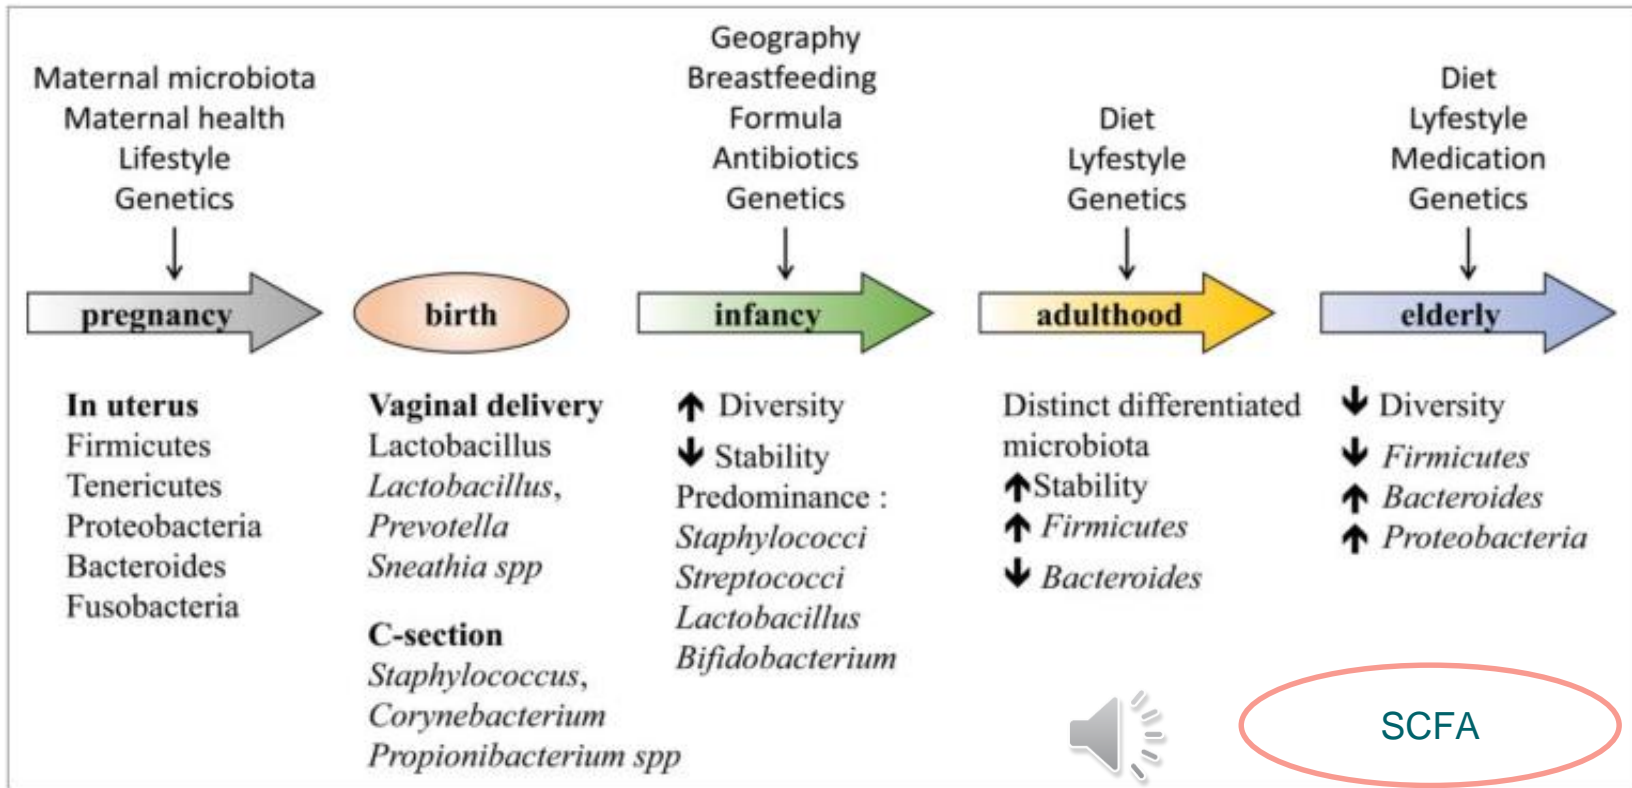 Maternal microbiota
Maternal health
Lifestyle
Genetics
pregnancy
In uterus
Firmicutes
Tenericutes
Proteobacteria
Bacteroides
Fusobacteria
birth
Vaginal delivery
Lactobacillus
Lactobacillus,
Prevotella
Sneathia spp
C-section
Staphylococcus,
Corynebacterium
Propionibacterium spp
Geography
Breastfeeding
Formula
Antibiotics
Genetics
infancy
↑ Diversity
↓ Stability
Predominance :
Staphylococci
Streptococci
Lactobacillus
Bifidobacterium
Diet
Lyfestyle
Genetics
adulthood
Distinct differentiated
microbiota
↑Stability
↑ Firmicutes
↓ Bacteroides
Diet
Lyfestyle
Medication
Genetics
elderly
↓ Diversity
↓ Firmicutes
↑ Bacteroides
↑ Proteobacteria
SCFA